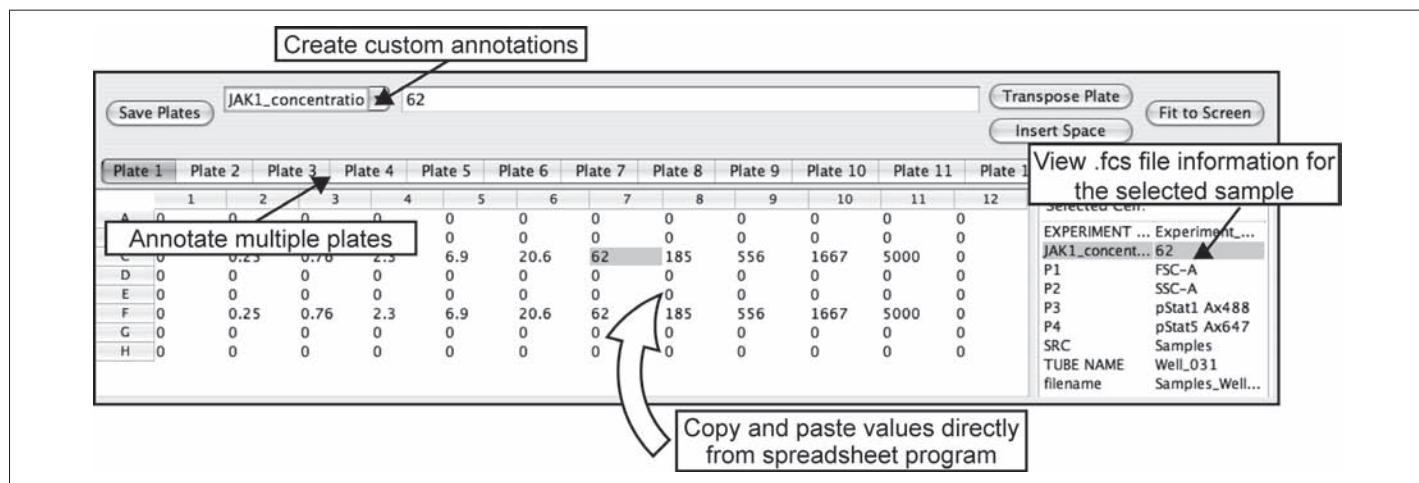 Create custom annotations
Save Plates JAK1_concentratio 62 Transpose Plate Fit to Screen
Insert Space
Plate 1 Plate 2 Plate 3 Plate 4 Plate 5 Plate 6 Plate 7 Plate 8 Plate 9 Plate 10 Plate 11 Plate 1
View .fcs file information for
the selected sample
1 2 3 4 5 6 7 8 9 10 11 12
Selected Cell:
A 0 0 0 0 0 0 0 0 0 0 0 0
Annotate multiple plates
0 0 0 0 0 0 0 0
C 0 0.25 0.76 2.3 6.9 20.6 62 185 556 1667 5000 0
D 0 0 0 0 0 0 0 0 0 0 0 0
E 0 0 0 0 0 0 0 0 0 0 0 0
F 0 0.25 0.76 2.3 6.9 20.6 62 185 556 1667 5000 0
G 0 0 0 0 0 0 0 0 0 0 0 0
H 0 0 0 0 0 0 0 0 0 0 0 0
EXPERIMENT ... Experiment_...
JAK1_concent... 62
P1 FSC-A
P2 SSC-A
P3 pStat1 Ax488
P4 pStat5 Ax647
SRC Samples
TUBE NAME Well_031
filename Samples_Well...
Copy and paste values directly
from spreadsheet program